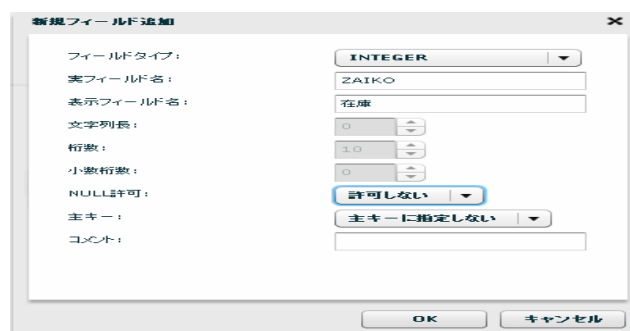 新規フィールド追加
フィールドタイプ： INTEGER
実フィールド名： ZAIKO
表示フィールド名： 在庫
文字列長： 0
桁数： 10
小数桁数： 0
NULL許可： 許可しない
主キー： 主キーに指定しない
コメント：
OK キャンセル